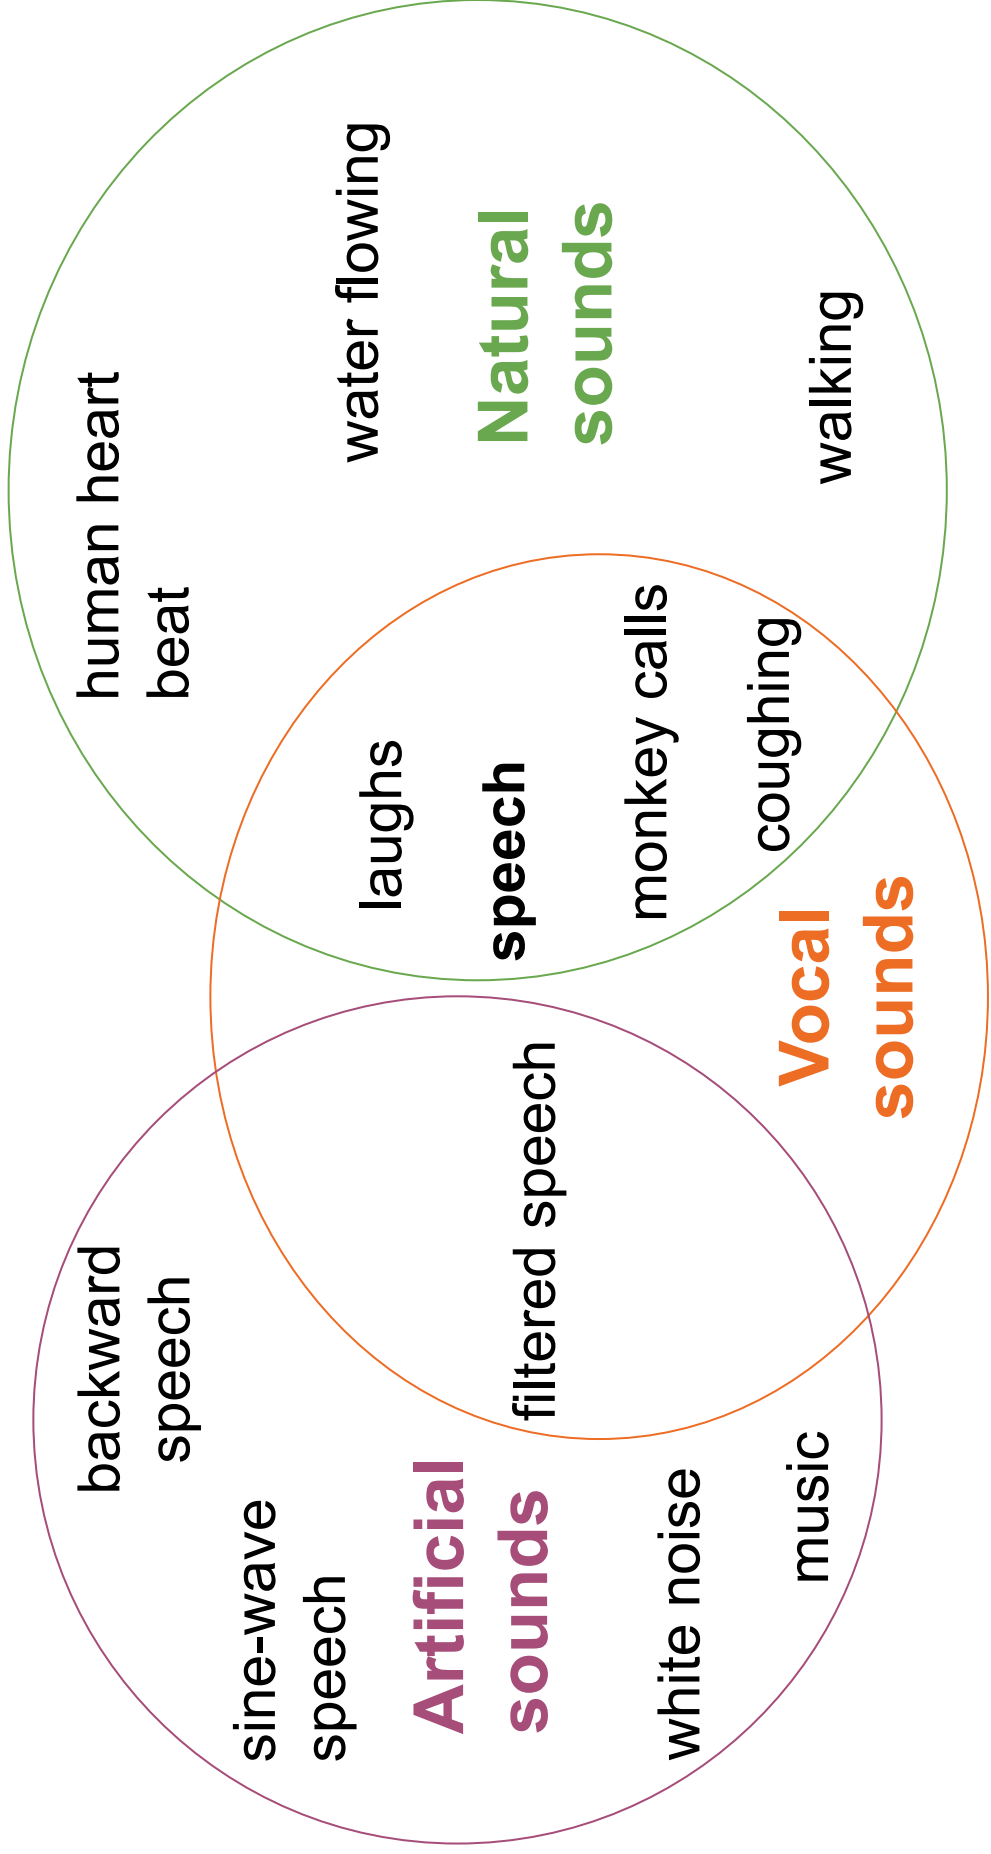 backward
speech
sine-wave
speech
Artificial
sounds
white noise
music
filtered speech
Vocal
sounds
laughs
speech
monkey calls
coughing
human heart
beat
water flowing
Natural
sounds
walking